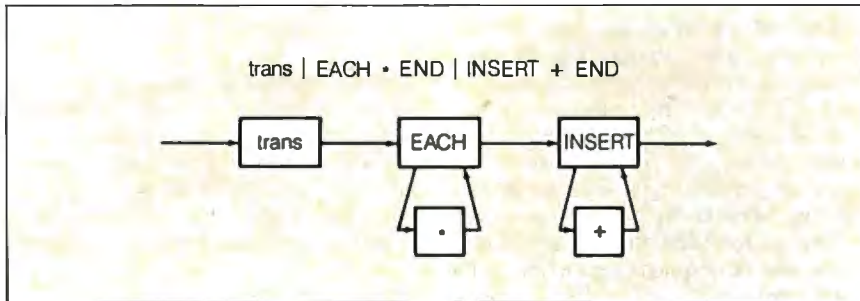 trans | EACH • END | INSERT + END
trans
EACH
INSERT
•
+